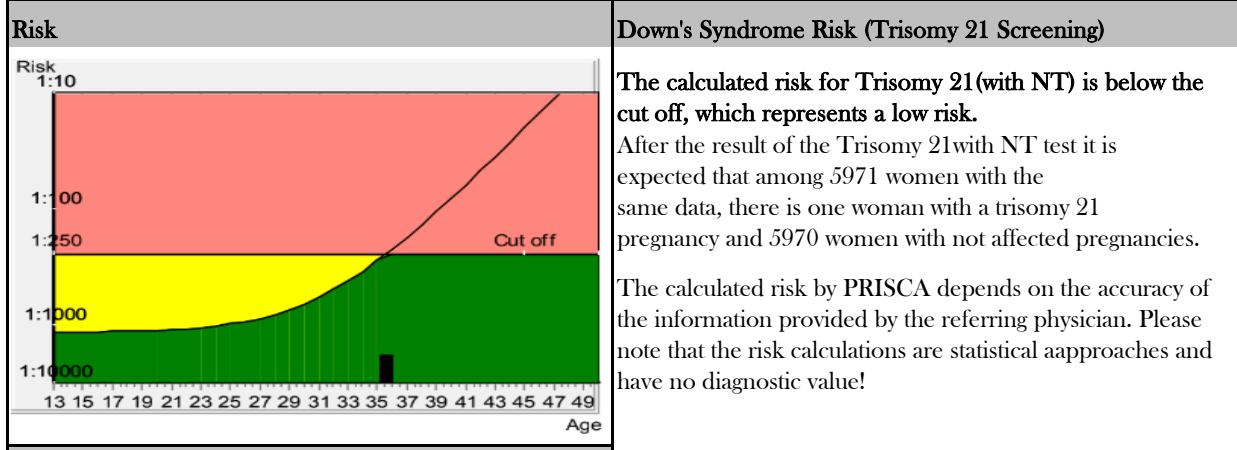 Risk
Down's Syndrome Risk (Trisomy 21 Screening)
Risk
1:10
1:100
1:250
Cut off
1:1000
1:10000
13 15 17 19 21 23 25 27 29 31 33 35 37 39 41 43 45 47 49
Age
The calculated risk for Trisomy 21(with NT) is below the
cut off, which represents a low risk.
After the result of the Trisomy 21with NT test it is
expected that among 5971 women with the
same data, there is one woman with a trisomy 21
pregnancy and 5970 women with not affected pregnancies.
The calculated risk by PRISCA depends on the accuracy of
the information provided by the referring physician. Please
note that the risk calculations are statistical aapproaches and
have no diagnostic value!